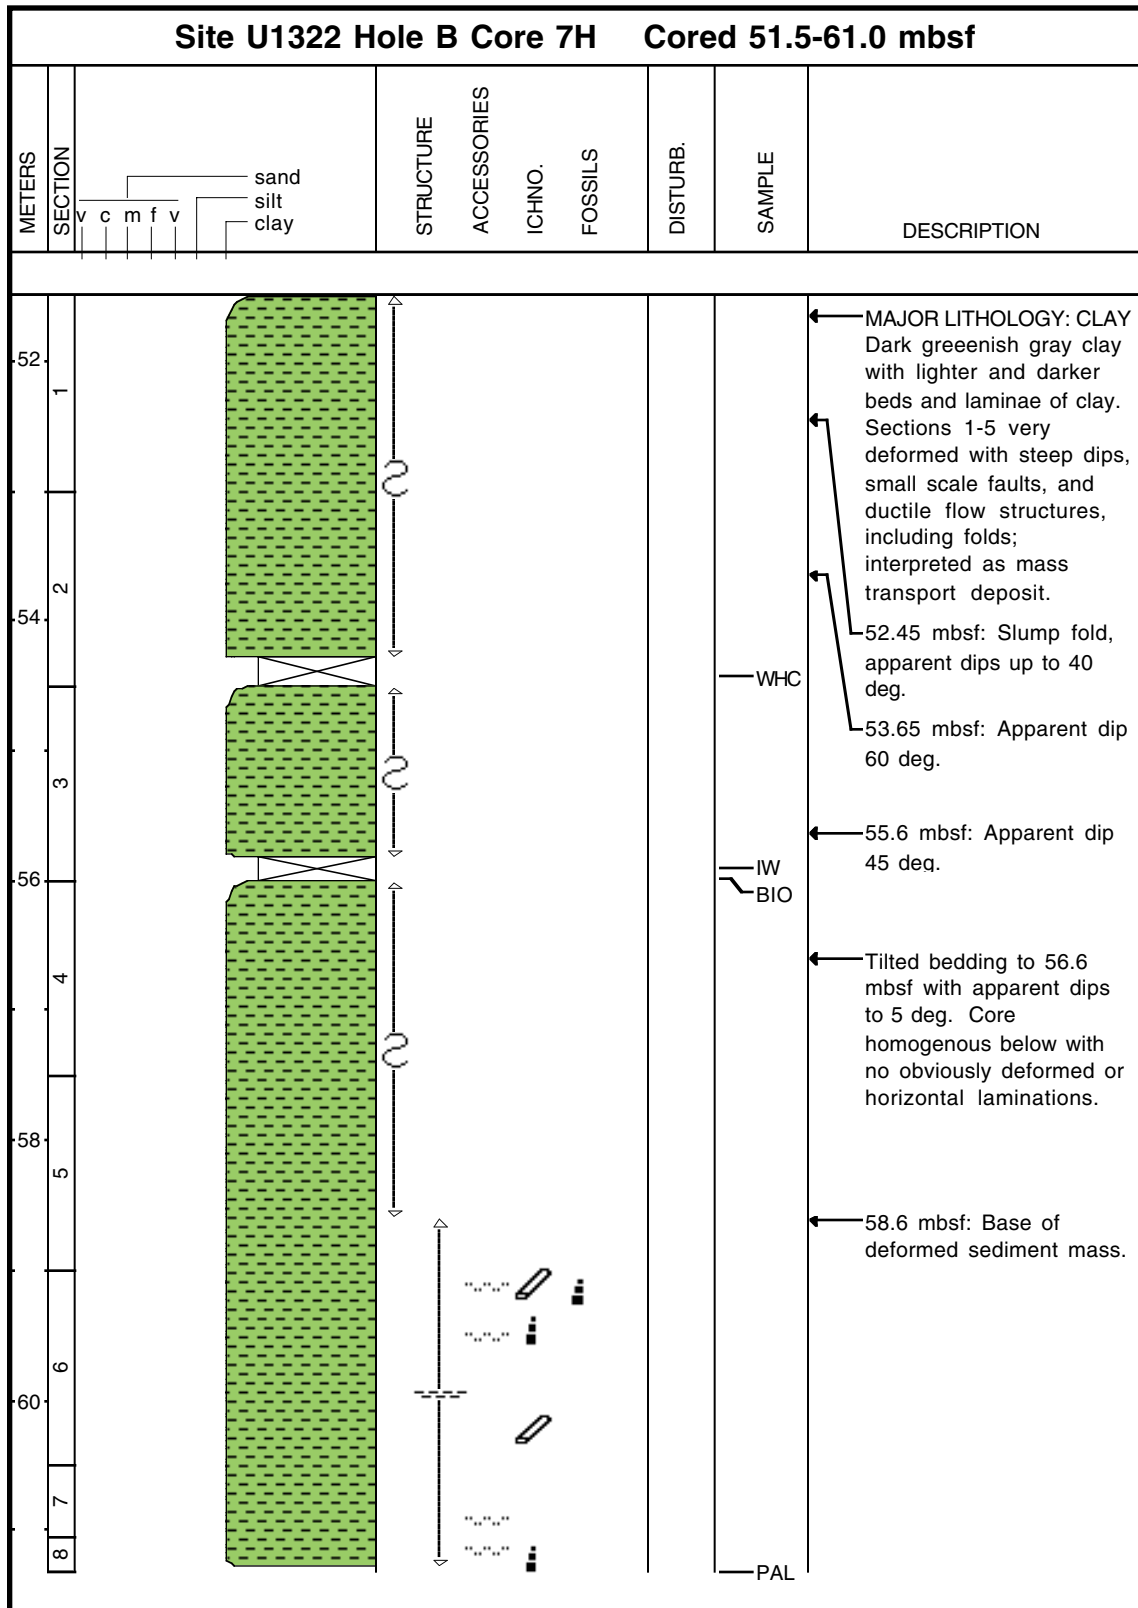 Site U1322 Hole B Core 7H Cored 51.5-61.0 mbsf
METERS
SECTION
v c m f v
sand
silt
clay
STRUCTURE
ACCESSORIES
ICHNO.
FOSSILS
DISTURB.
SAMPLE
DESCRIPTION
52
54
56
58
60
1
2
3
4
5
6
7
8
WHC
IW
BIO
PAL
MAJOR LITHOLOGY: CLAY
Dark greeenish gray clay
with lighter and darker
beds and laminae of clay.
Sections 1-5 very
deformed with steep dips,
small scale faults, and
ductile flow structures,
including folds;
interpreted as mass
transport deposit.
52.45 mbsf: Slump fold,
apparent dips up to 40
deg.
53.65 mbsf: Apparent dip
60 deg.
55.6 mbsf: Apparent dip
45 deg.
Tilted bedding to 56.6
mbsf with apparent dips
to 5 deg. Core
homogenous below with
no obviously deformed or
horizontal laminations.
58.6 mbsf: Base of
deformed sediment mass.